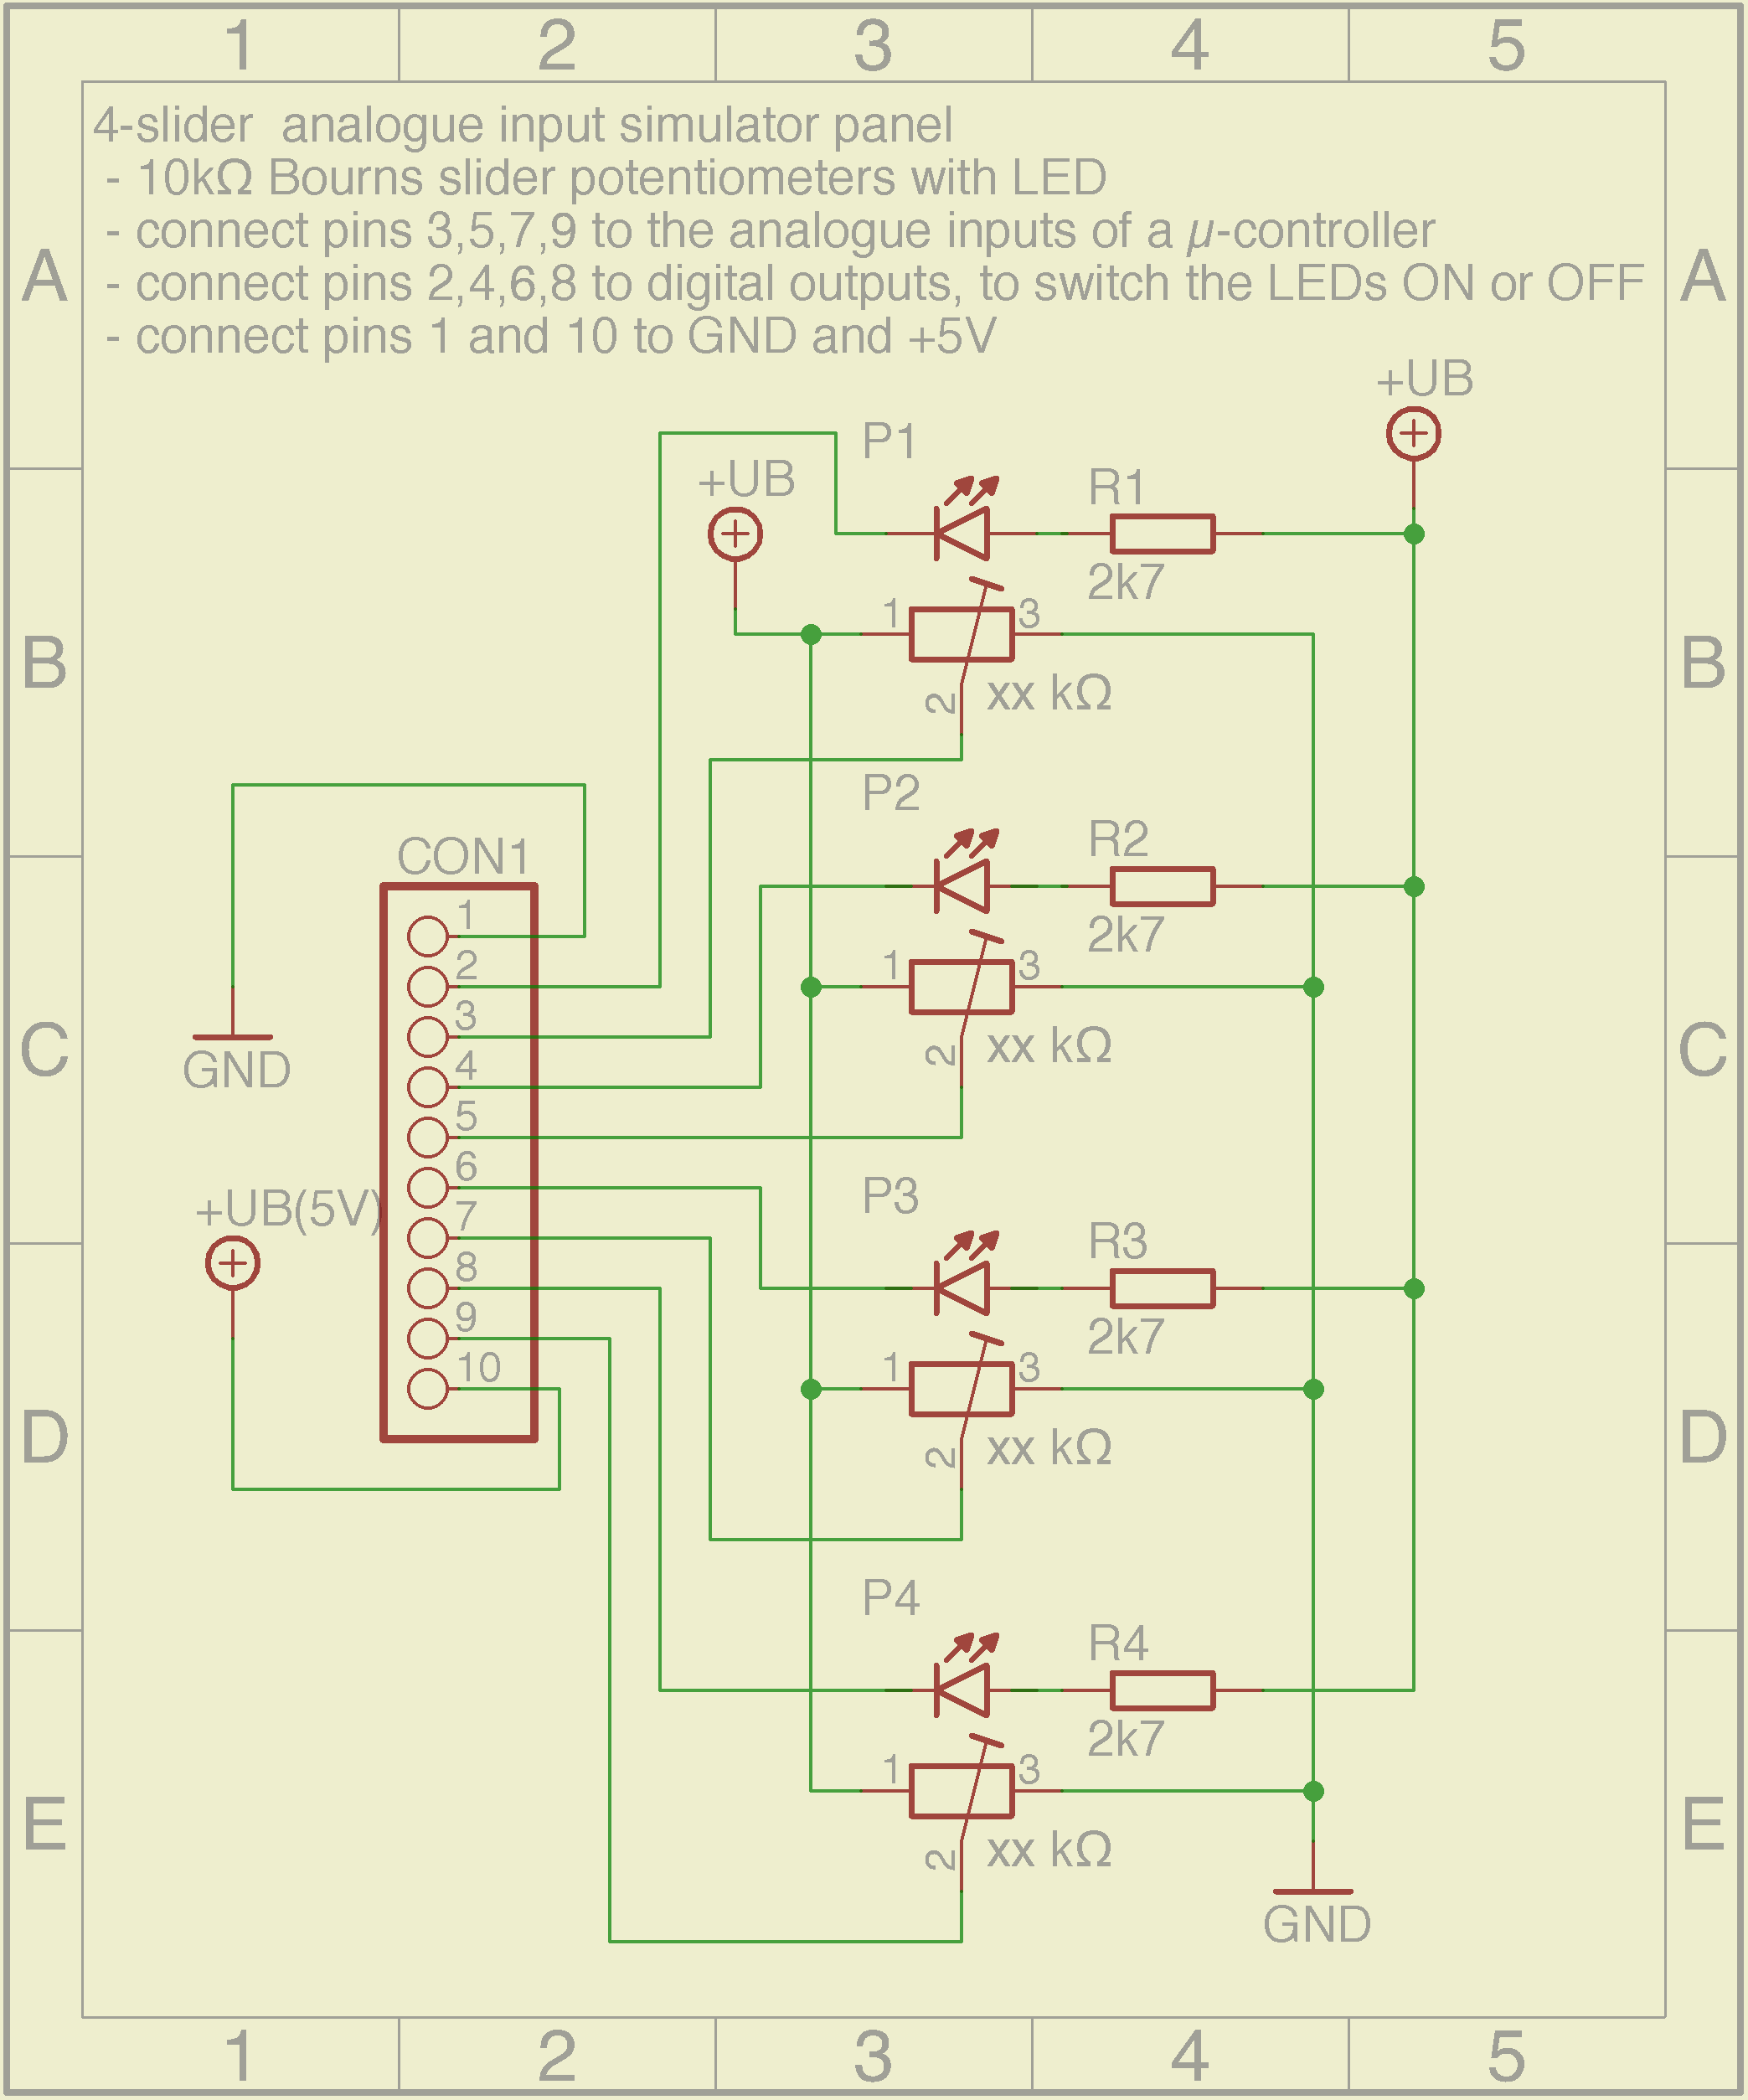 1 2 3 4 5
4-slider analogue input simulator panel
- 10kΩ Bourns slider potentiometers with LED
- connect pins 3,5,7,9 to the analogue inputs of a µ-controller
- connect pins 2,4,6,8 to digital outputs, to switch the LEDs ON or OFF
- connect pins 1 and 10 to GND and +5V
A A
+UB
P1
+UB
R1
2k7
1 3
B B
2
xx kΩ
P2
R2
CON1
1
2k7
2
1 3
3
2
xx kΩ
C C
GND
4
5
6
P3
+UB(5V)
7
R3
8
9
2k7
10
1 3
2
xx kΩ
D D
P4
R4
2k7
1 3
E E
2
xx kΩ
GND
1 2 3 4 5